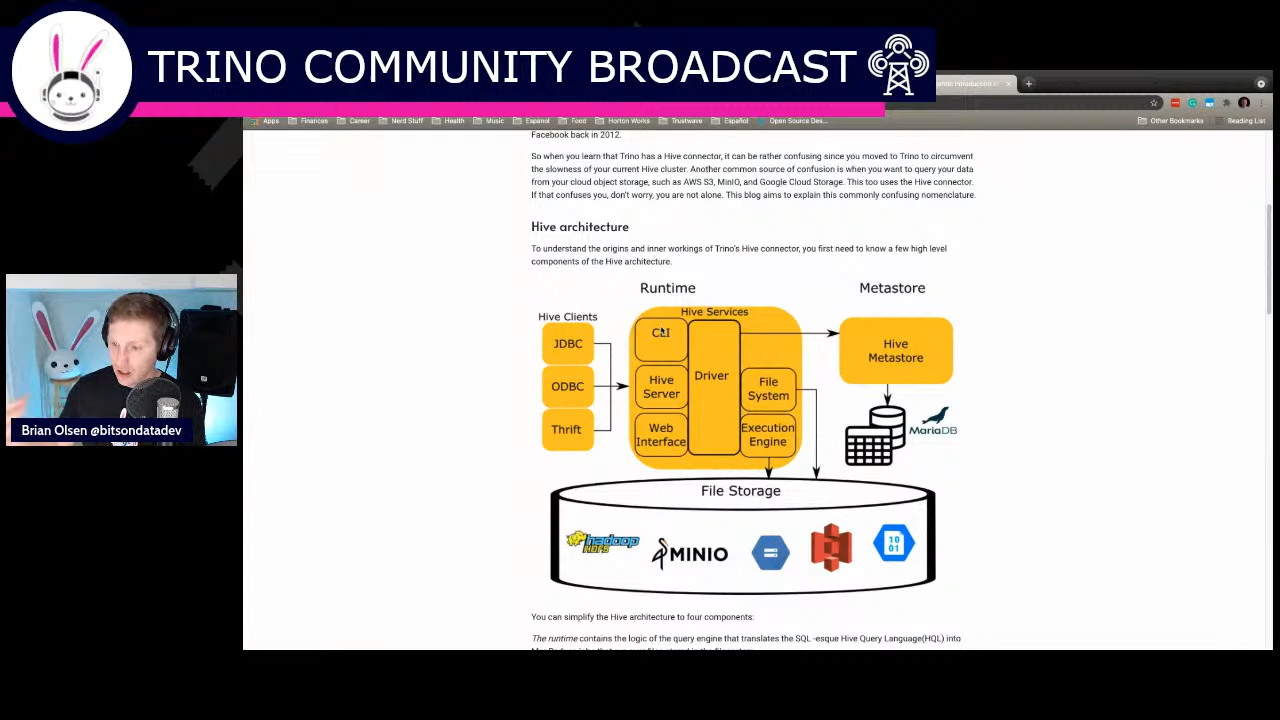 TRINO COMMUNITY BROADCAST
Apps Finances Career Nerd Stuff Health Music Espanol Food Horton Works Trustwave Español Open Source Des... Other Bookmarks Reading List
Facebook back in 2012.
So when you learn that Trino has a Hive connector, it can be rather confusing since you moved to Trino to circumvent
the slowness of your current Hive cluster. Another common source of confusion is when you want to query your data
from your cloud object storage, such as AWS S3, MinIO, and Google Cloud Storage. This too uses the Hive connector.
If that confuses you, don't worry, you are not alone. This blog aims to explain this commonly confusing nomenclature.
Hive architecture
To understand the origins and inner workings of Trino's Hive connector, you first need to know a few high level
components of the Hive architecture.
Runtime
Metastore
Hive Clients
JDBC
ODBC
Thrift
Hive Services
CLI
Hive
Server
Web
Interface
Driver
File
System
Execution
Engine
Hive
Metastore
MariaDB
File Storage
hadoop
HDFS
MINIO
10
01
You can simplify the Hive architecture to four components:
The runtime contains the logic of the query engine that translates the SQL -esque Hive Query Language(HQL) into
Brian Olsen @bitsondatadev